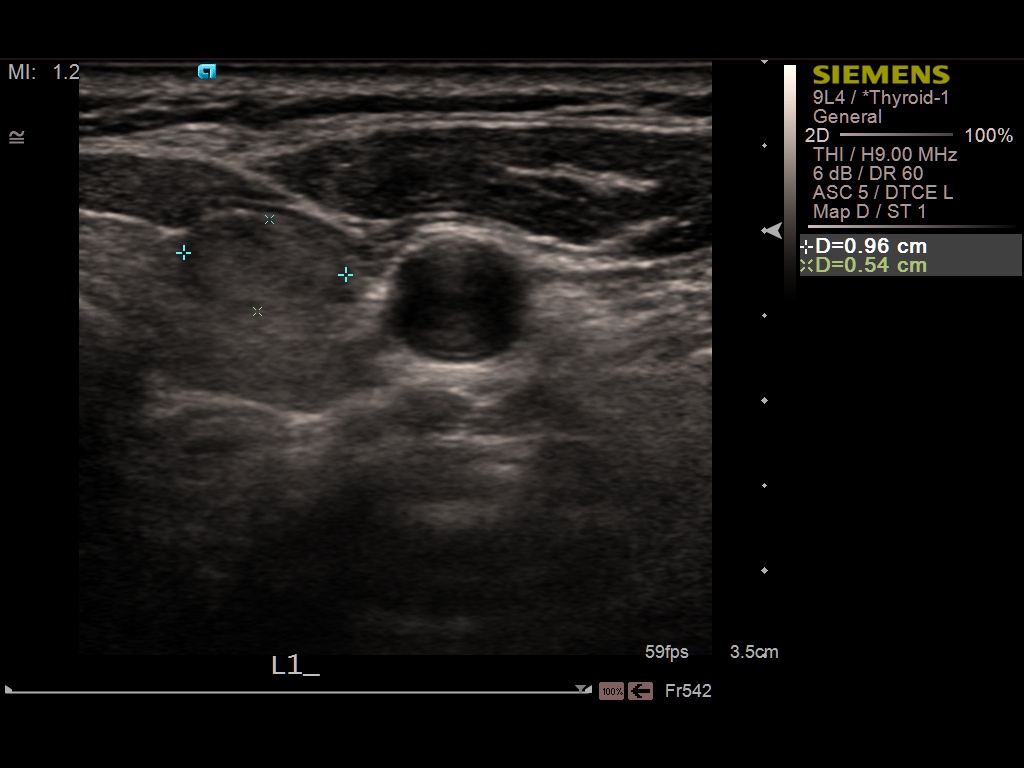 MI: 1.2
SIEMENS
9L4 / *Thyroid-1
General
2D 100%
THI / H9.00 MHz
6 dB / DR 60
ASC 5 / DTCE L
Map D / ST 1
D=0.96 cm
D=0.54 cm
59fps 3.5cm
L1_
100% Fr542